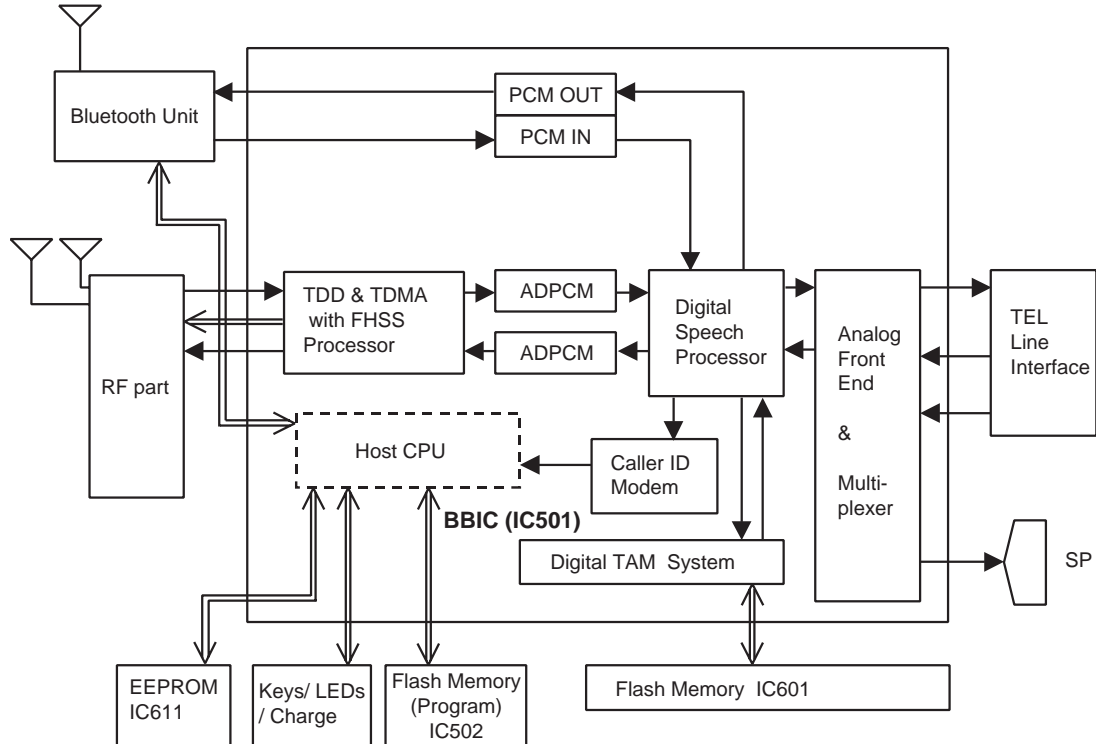 Bluetooth Unit
PCM OUT
PCM IN
RF part
TDD & TDMA
with FHSS
Processor
ADPCM
ADPCM
Digital
Speech
Processor
Analog
Front
End
&
Multi-
plexer
TEL
Line
Interface
Host CPU
Caller ID
Modem
BBIC (IC501)
Digital TAM System
SP
EEPROM
IC611
Keys/ LEDs
/ Charge
Flash Memory
(Program)
IC502
Flash Memory IC601